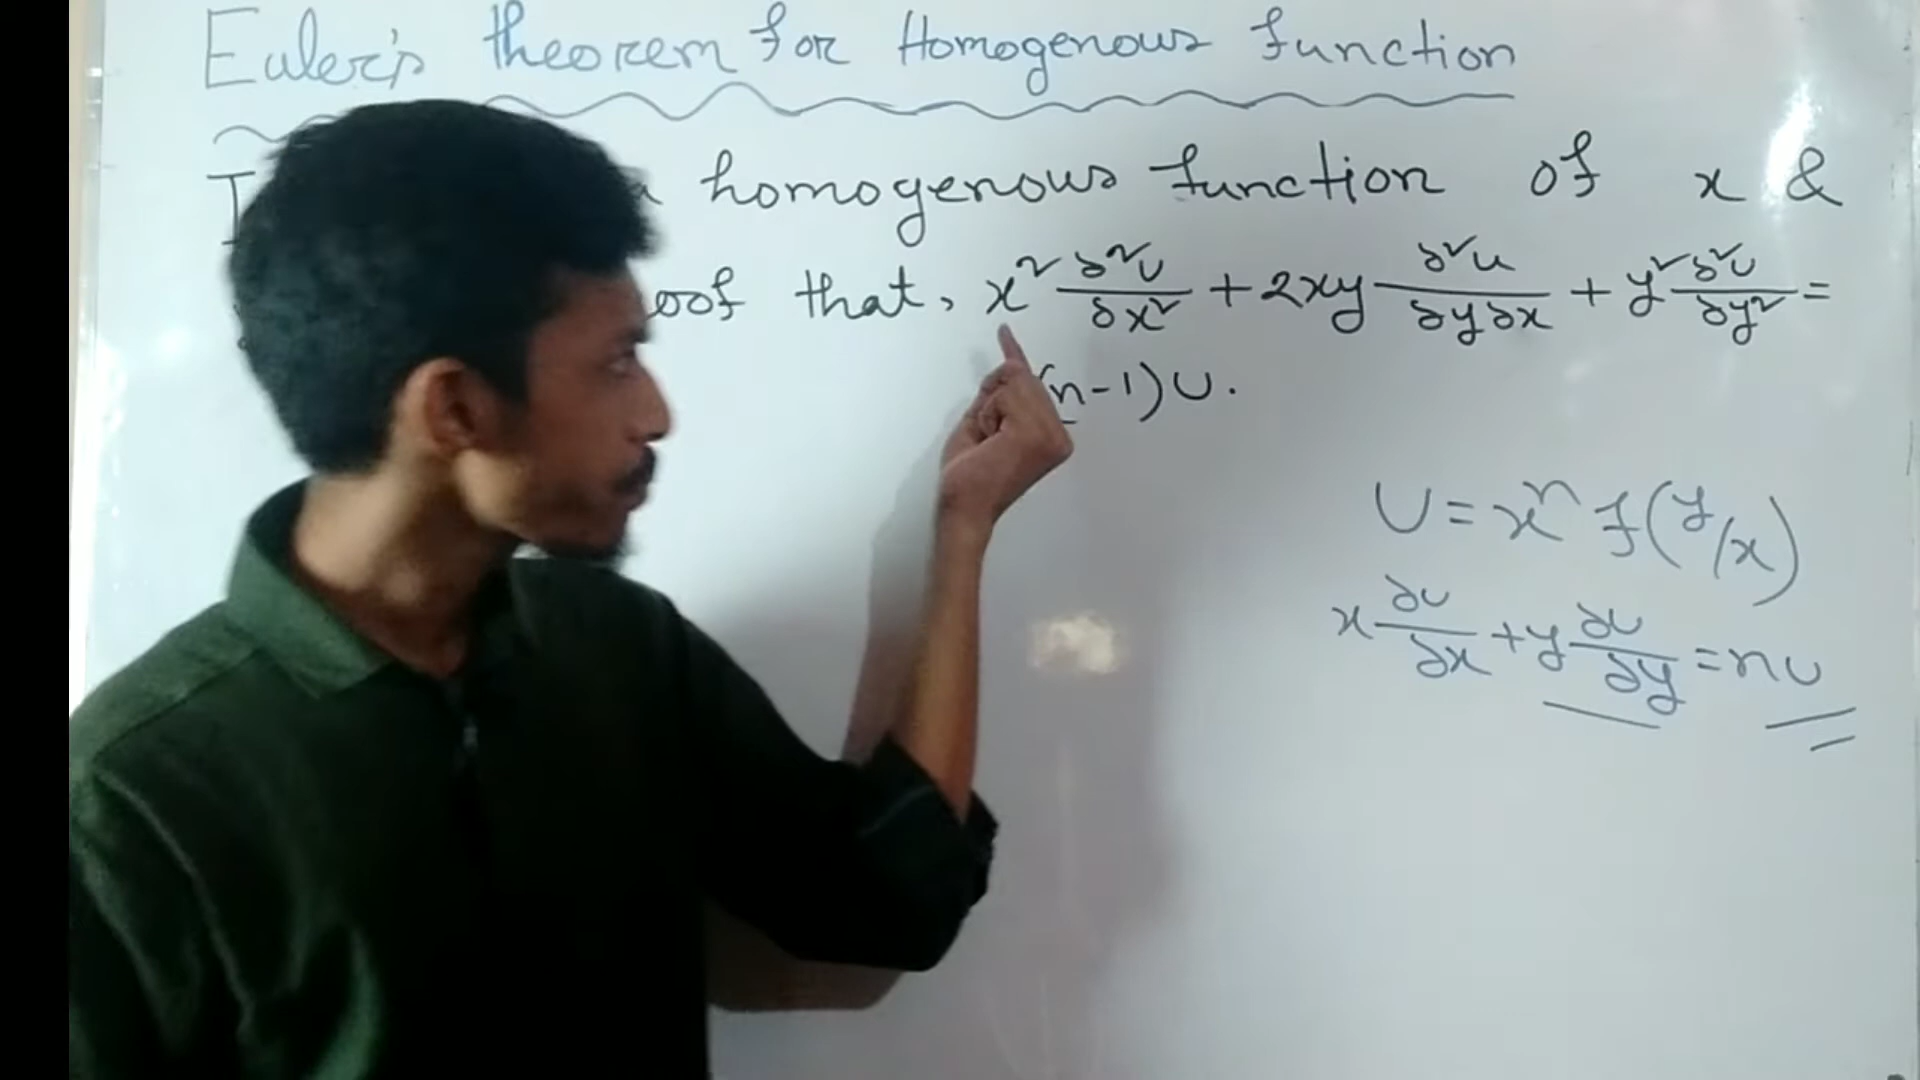 Euler's theorem for Homogenous function
homogenous function of x &
that, x² ∂²U/∂x² + 2xy ∂²u/∂y∂x + y² ∂²U/∂y² =
(n-1)U.
U = xⁿ f(y/x)
x ∂u/∂x + y ∂u/∂y = nu